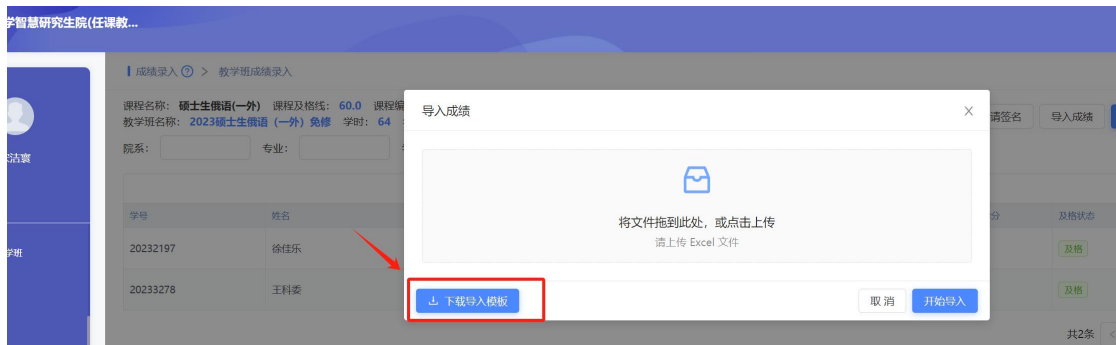 学智慧研究生院(任课教...
成绩录入 > 教学班成绩录入
课程名称: 硕士生俄语(一外) 课程及格线: 60.0 课程编
教学班名称: 2023硕士生俄语 (一外) 免修 学时: 64
请签名 导入成绩
院系: 专业:
洁寰
学号 姓名 分 及格状态
20232197 徐佳乐 及格
学班
20233278 王科委 及格
共2条
导入成绩
将文件拖到此处, 或点击上传
请上传 Excel 文件
下载导入模板 取消 开始导入